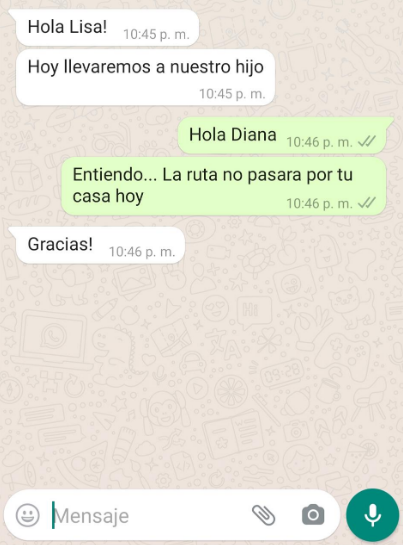 Hola Lisa!
10:45 p. m.
Hoy llevaremos a nuestro hijo
10:45 p. m.
Hola Diana
10:46 p. m.
Entiendo... La ruta no pasara por tu
casa hoy
10:46 p. m.
Gracias!
10:46 p. m.
Mensaje